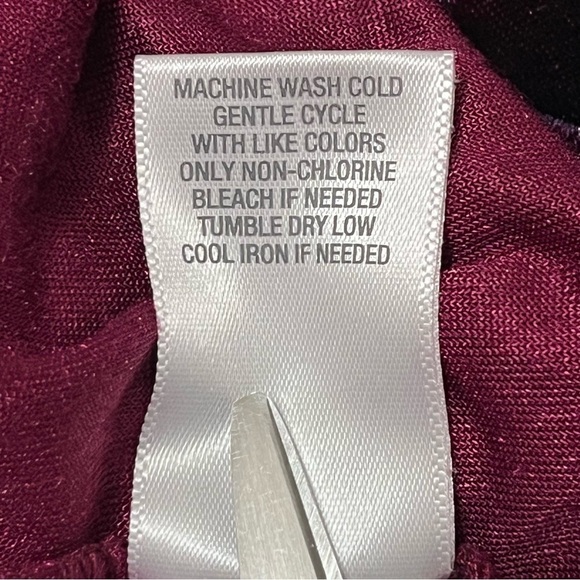 MACHINE WASH COLD
GENTLE CYCLE
WITH LIKE COLORS
ONLY NON-CHLORINE
BLEACH IF NEEDED
TUMBLE DRY LOW
COOL IRON IF NEEDED